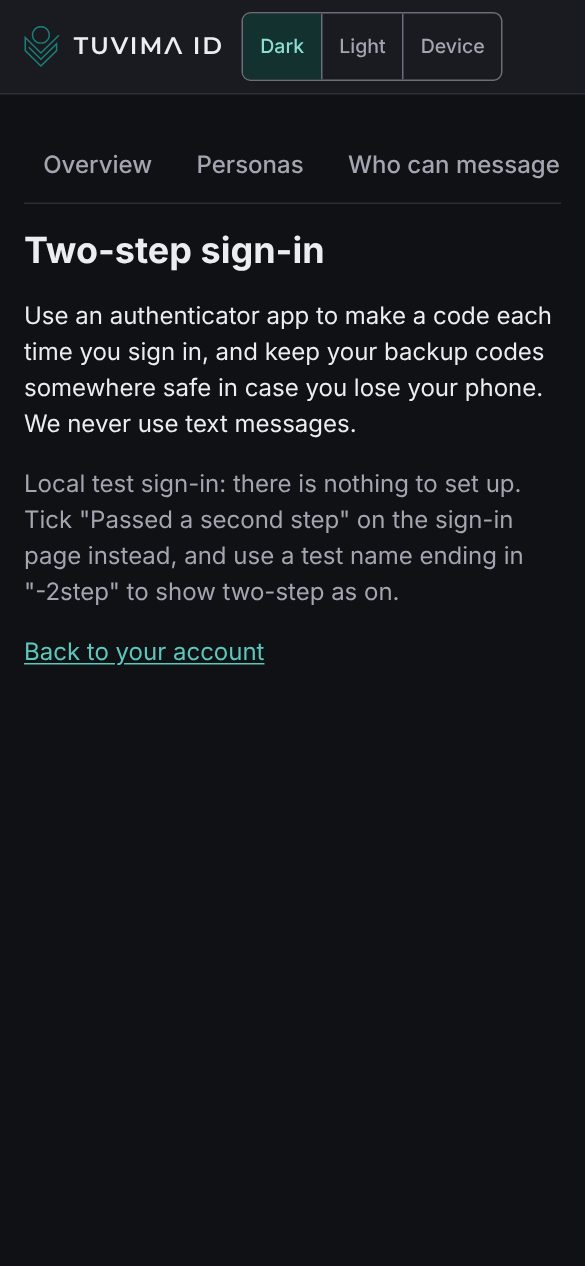 TUVIMA ID
Dark
Light
Device
Overview
Personas
Who can message
Two-step sign-in
Use an authenticator app to make a code each
time you sign in, and keep your backup codes
somewhere safe in case you lose your phone.
We never use text messages.
Local test sign-in: there is nothing to set up.
Tick "Passed a second step" on the sign-in
page instead, and use a test name ending in
"-2step" to show two-step as on.
Back to your account